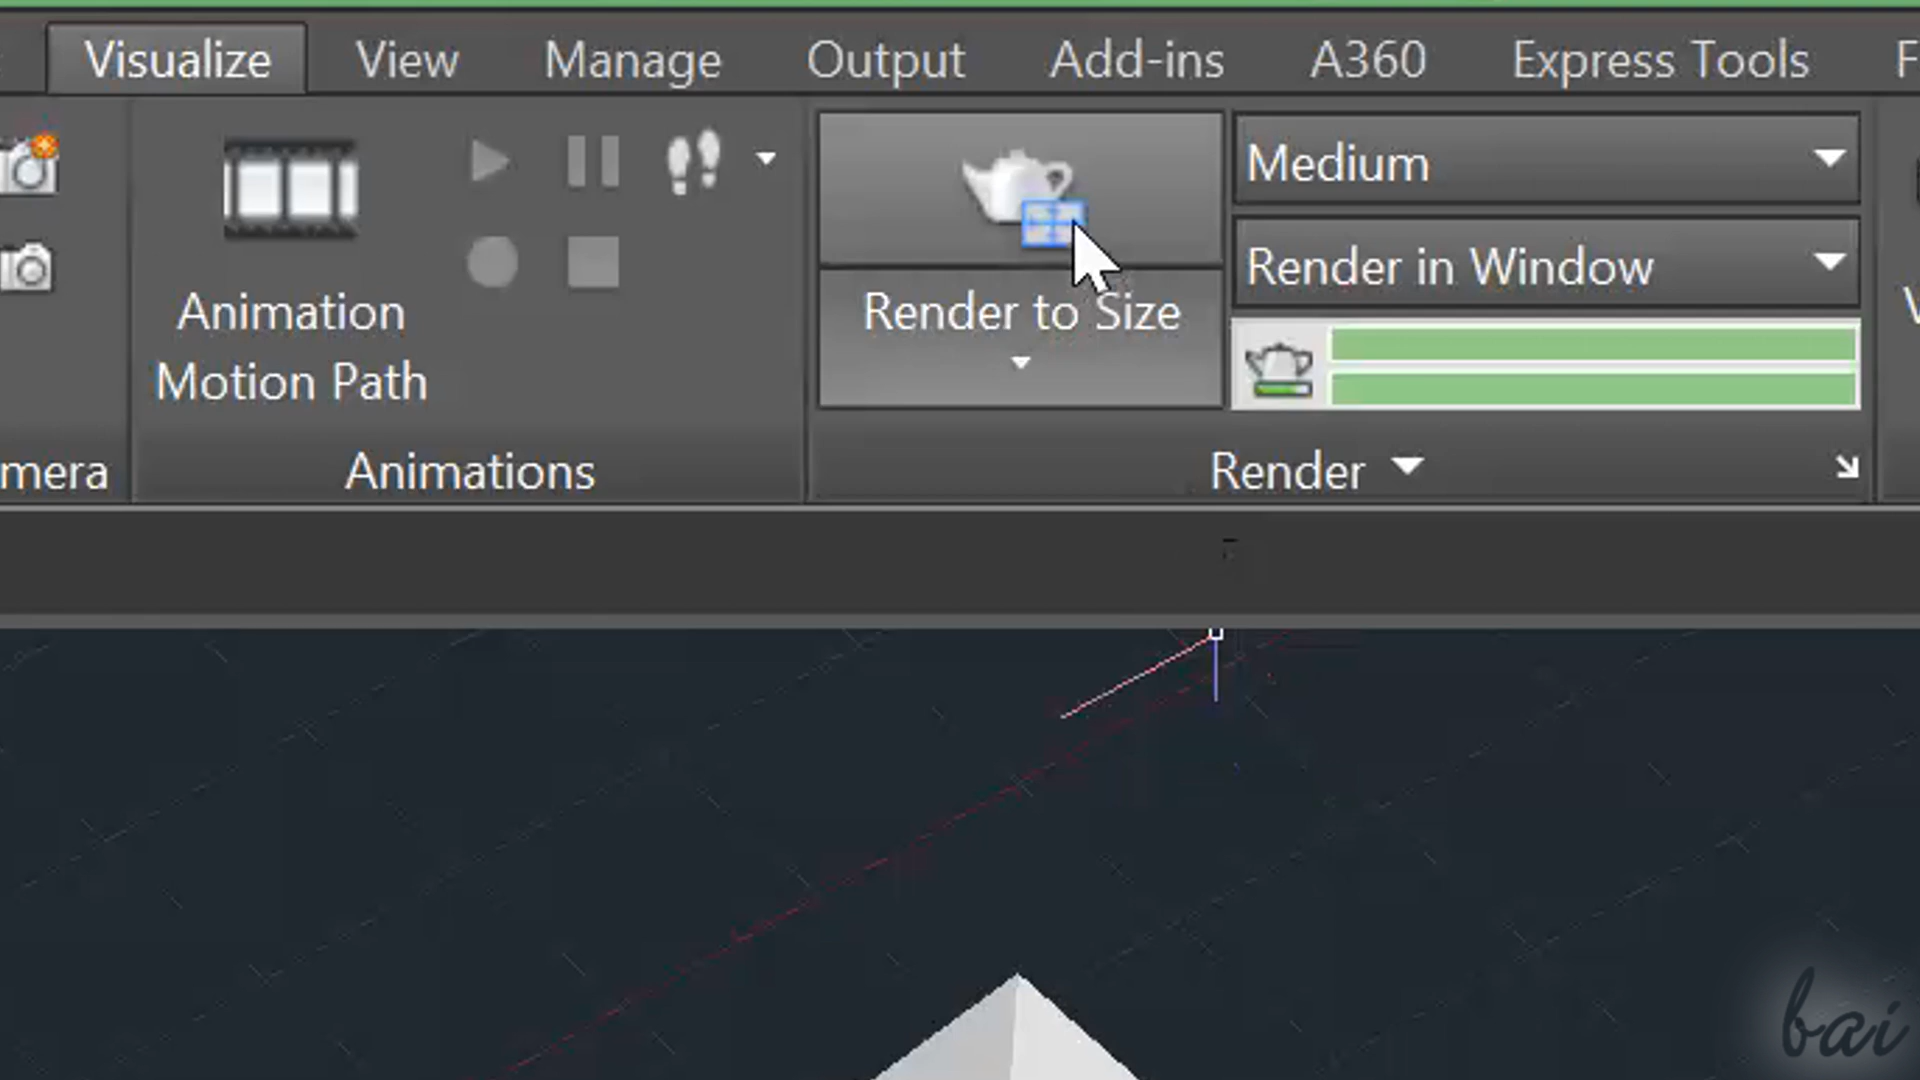 Visualize View Manage Output Add-ins A360 Express Tools F
Medium
Render in Window
Render to Size
Animation
Motion Path
mera
Animations
Render
bai